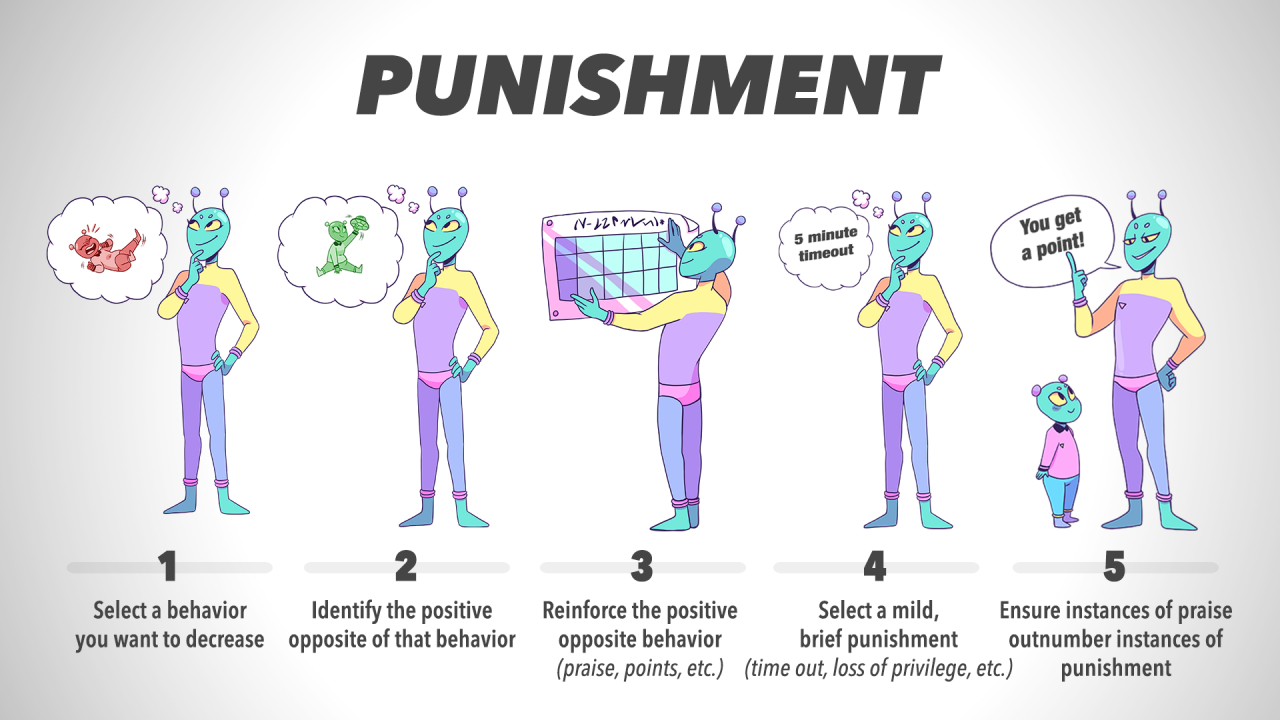 PUNISHMENT
5 minute
timeout
You get
a point!
1
Select a behavior
you want to decrease
2
Identify the positive
opposite of that behavior
3
Reinforce the positive
opposite behavior
(praise, points, etc.)
4
Select a mild,
brief punishment
(time out, loss of privilege, etc.)
5
Ensure instances of praise
outnumber instances of
punishment